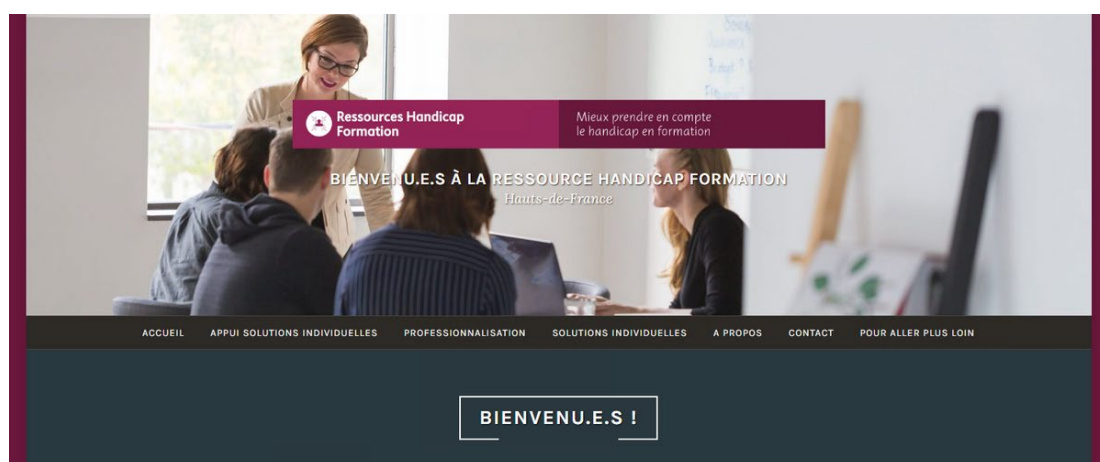 Ressources Handicap
Formation
Mieux prendre en compte
le handicap en formation
BIENVENU.E.S À LA RESSOURCE HANDICAP FORMATION
Hauts-de-France
ACCUEIL APPUI SOLUTIONS INDIVIDUELLES PROFESSIONNALISATION SOLUTIONS INDIVIDUELLES A PROPOS CONTACT POUR ALLER PLUS LOIN
BIENVENU.E.S !